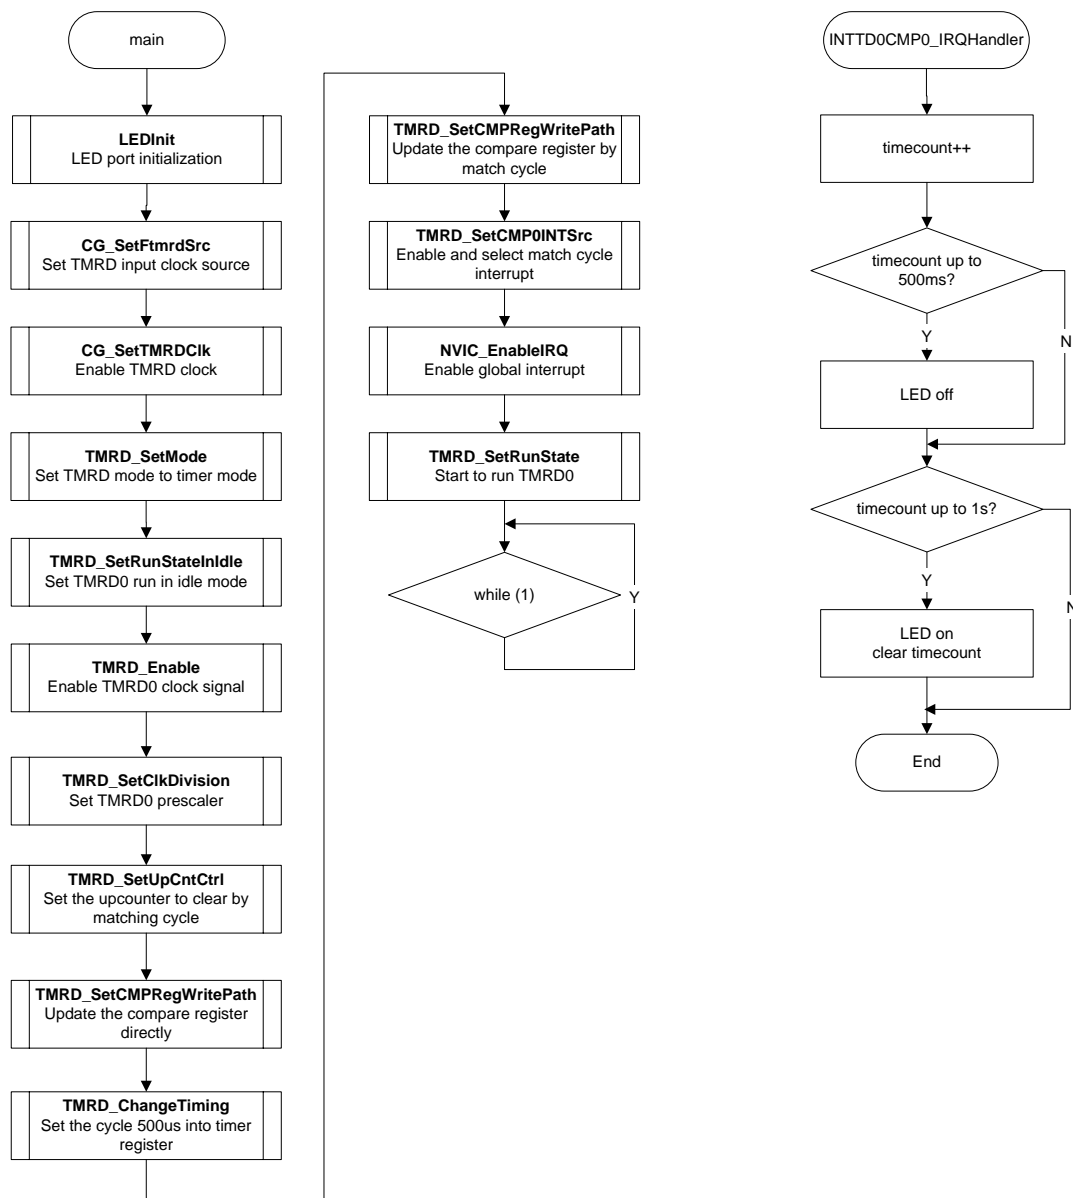 main
LEDInit
LED port initialization
CG_SetFtmrdSrc
Set TMRD input clock source
CG_SetTMRDClk
Enable TMRD clock
TMRD_SetMode
Set TMRD mode to timer mode
TMRD_SetRunStateInIdle
Set TMRD0 run in idle mode
TMRD_Enable
Enable TMRD0 clock signal
TMRD_SetClkDivision
Set TMRD0 prescaler
TMRD_SetUpCntCtrl
Set the upcounter to clear by
matching cycle
TMRD_SetCMPRegWritePath
Update the compare register
directly
TMRD_ChangeTiming
Set the cycle 500us into timer
register
TMRD_SetCMPRegWritePath
Update the compare register by
match cycle
TMRD_SetCMP0INTSrc
Enable and select match cycle
interrupt
NVIC_EnableIRQ
Enable global interrupt
TMRD_SetRunState
Start to run TMRD0
while (1)
Y
INTTD0CMP0_IRQHandler
timecount++
timecount up to
500ms?
Y
N
LED off
timecount up to 1s?
Y
N
LED on
clear timecount
End